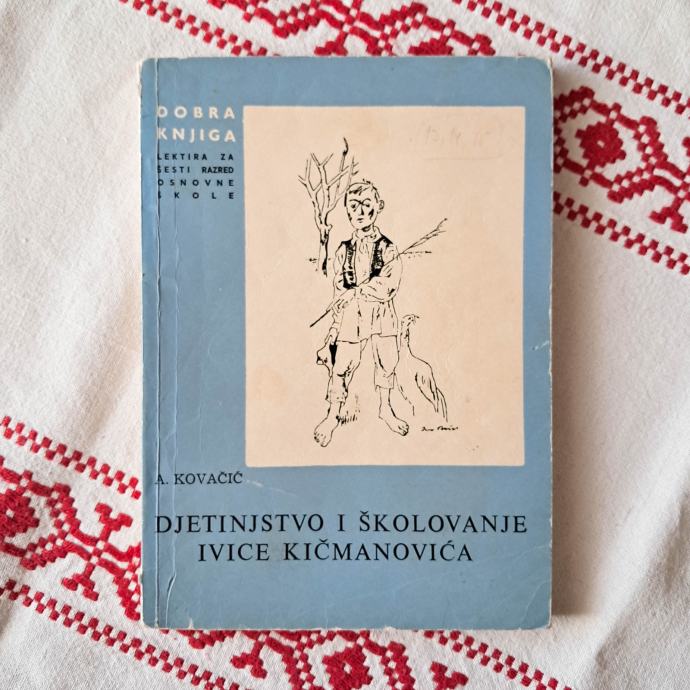 DOBRA
KNJIGA
LEKTIRA ZA
ŠESTI RAZRED
OSNOVNE
ŠKOLE
A. KOVAČIĆ
DJETINJSTVO I ŠKOLOVANJE
IVICE KIČMANOVIĆA